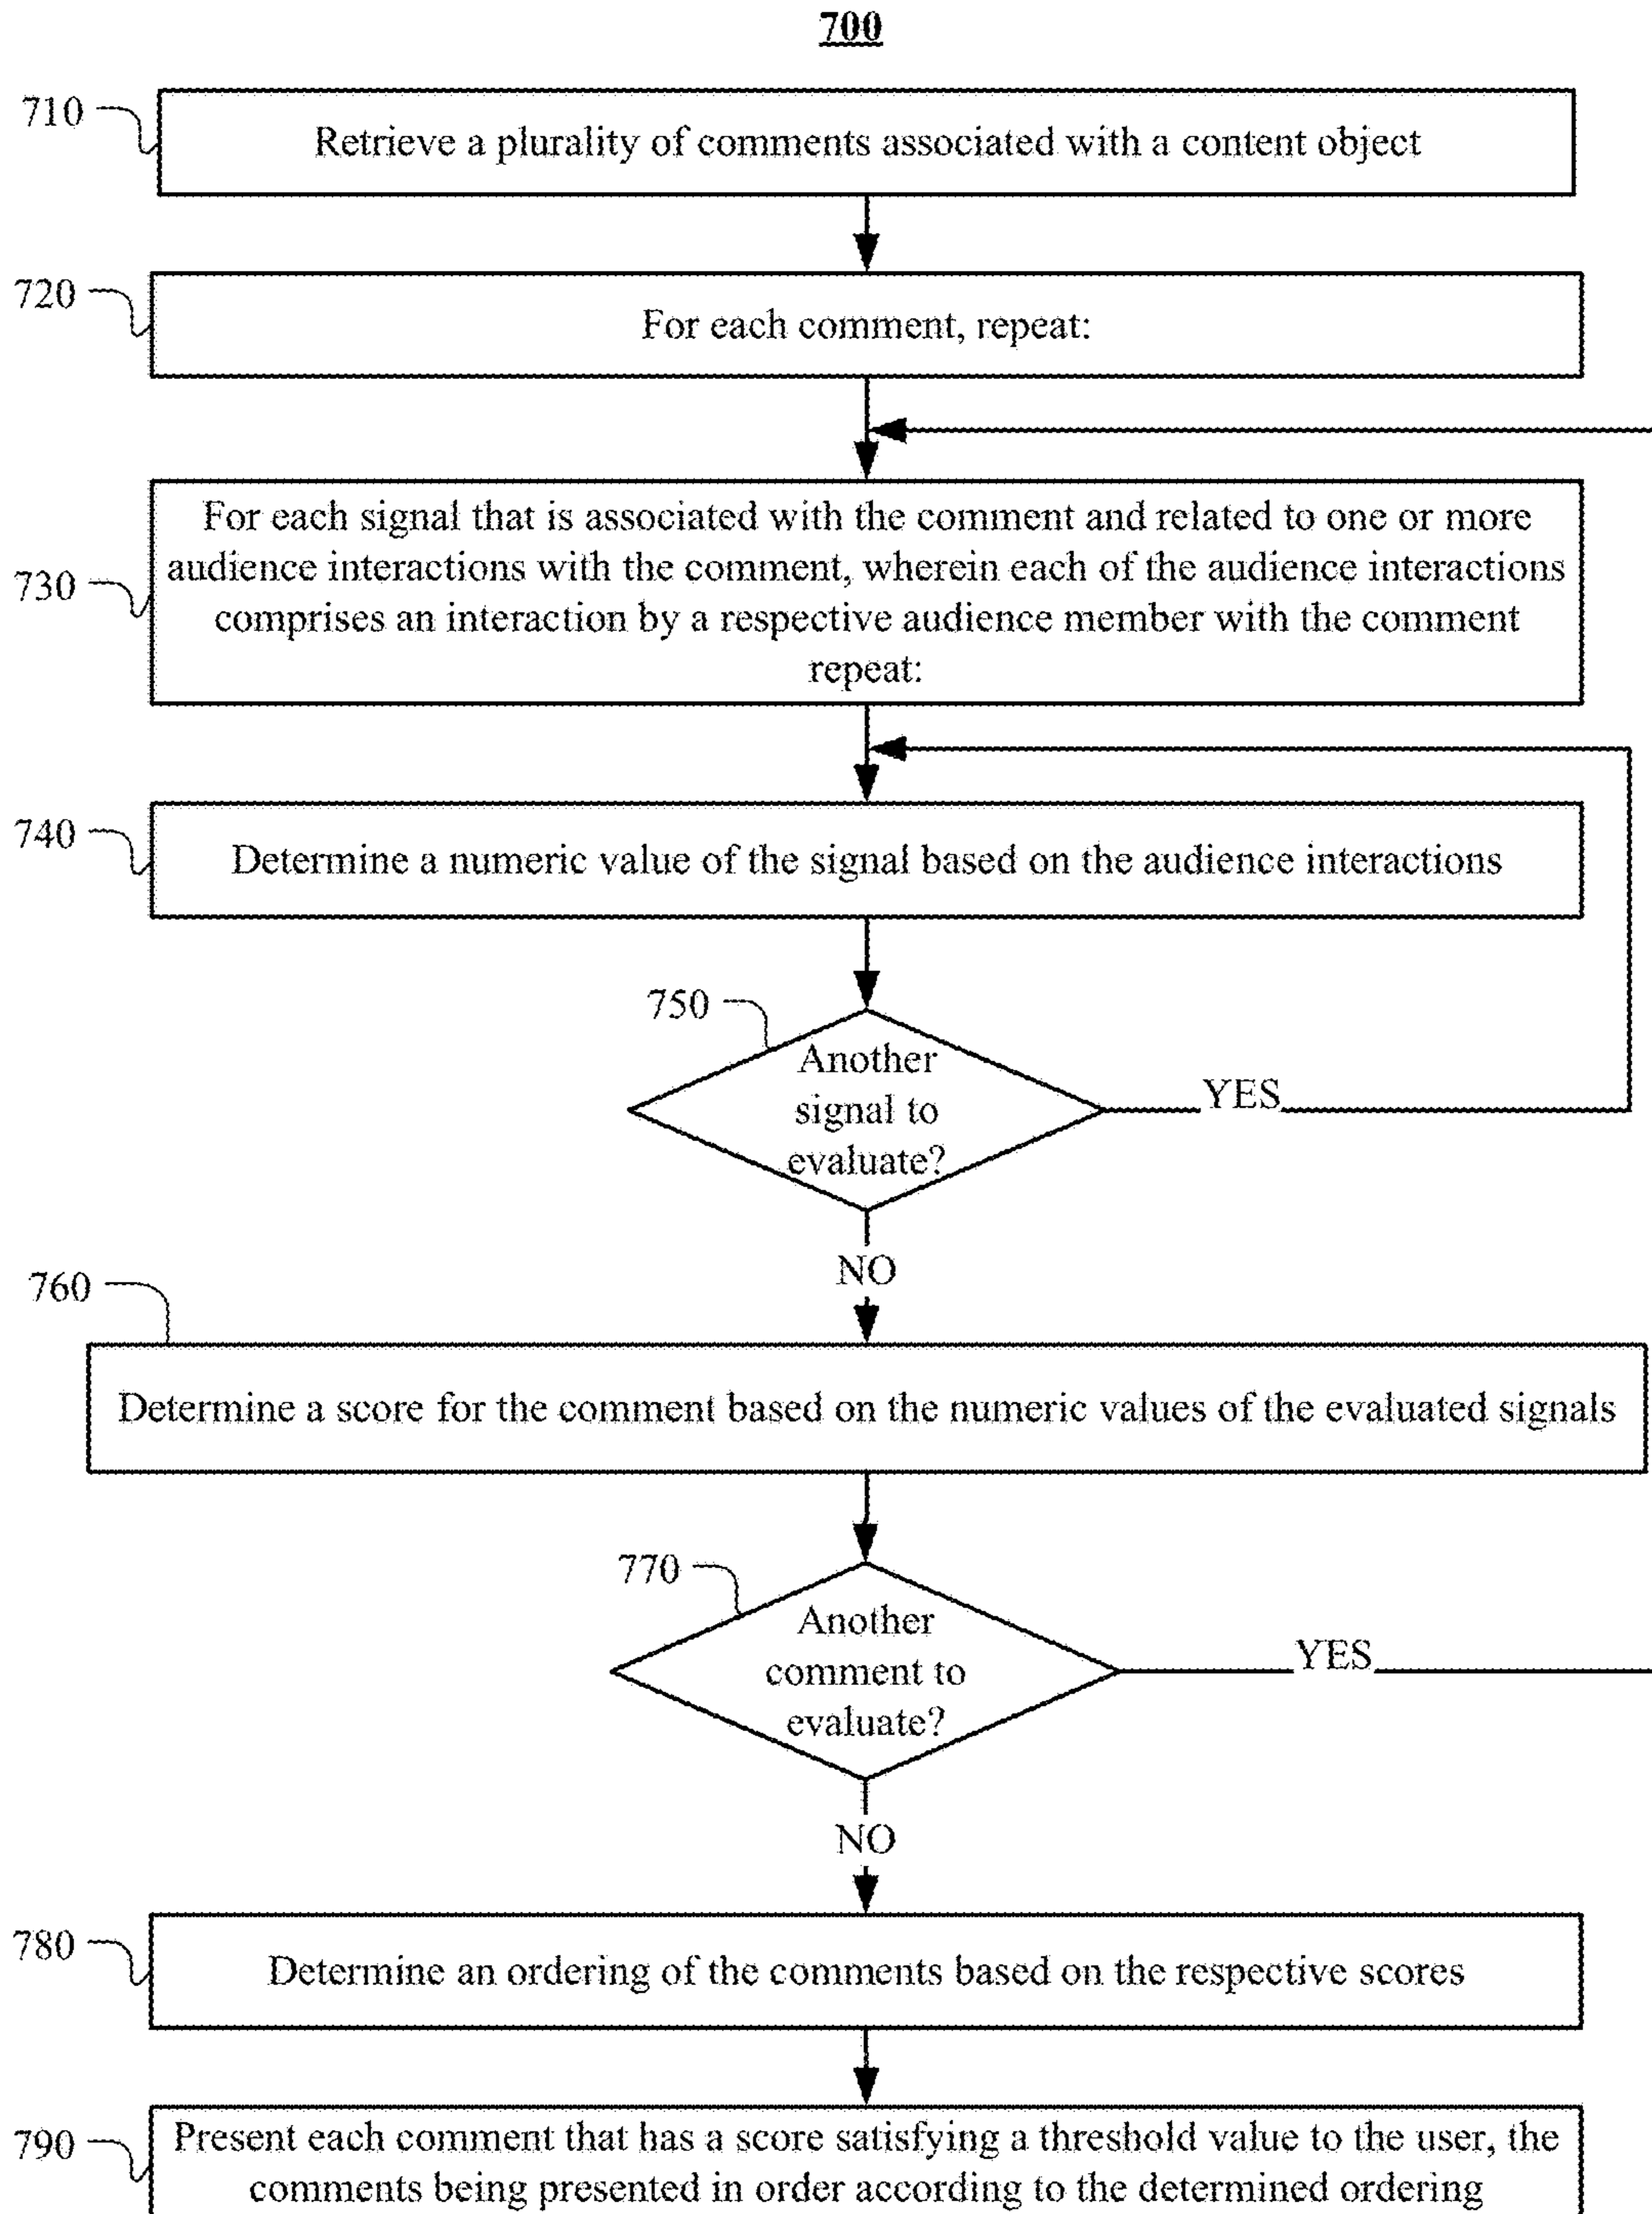 700
710
Retrieve a plurality of comments associated with a content object
720
For each comment, repeat:
For each signal that is associated with the comment and related to one or more
audience interactions with the comment, wherein each of the audience interactions
730
comprises an interaction by a respective audience member with the comment
repeat:
740
Determine a numeric value of the signal based on the audience interactions
750
Another
signal to
evaluate?
YES
NO
760
Determine a score for the comment based on the numeric values of the evaluated signals
770
Another
comment to
evaluate?
YES
NO
780
Determine an ordering of the comments based on the respective scores
790
Present each comment that has a score satisfying a threshold value to the user, the
comments being presented in order according to the determined ordering